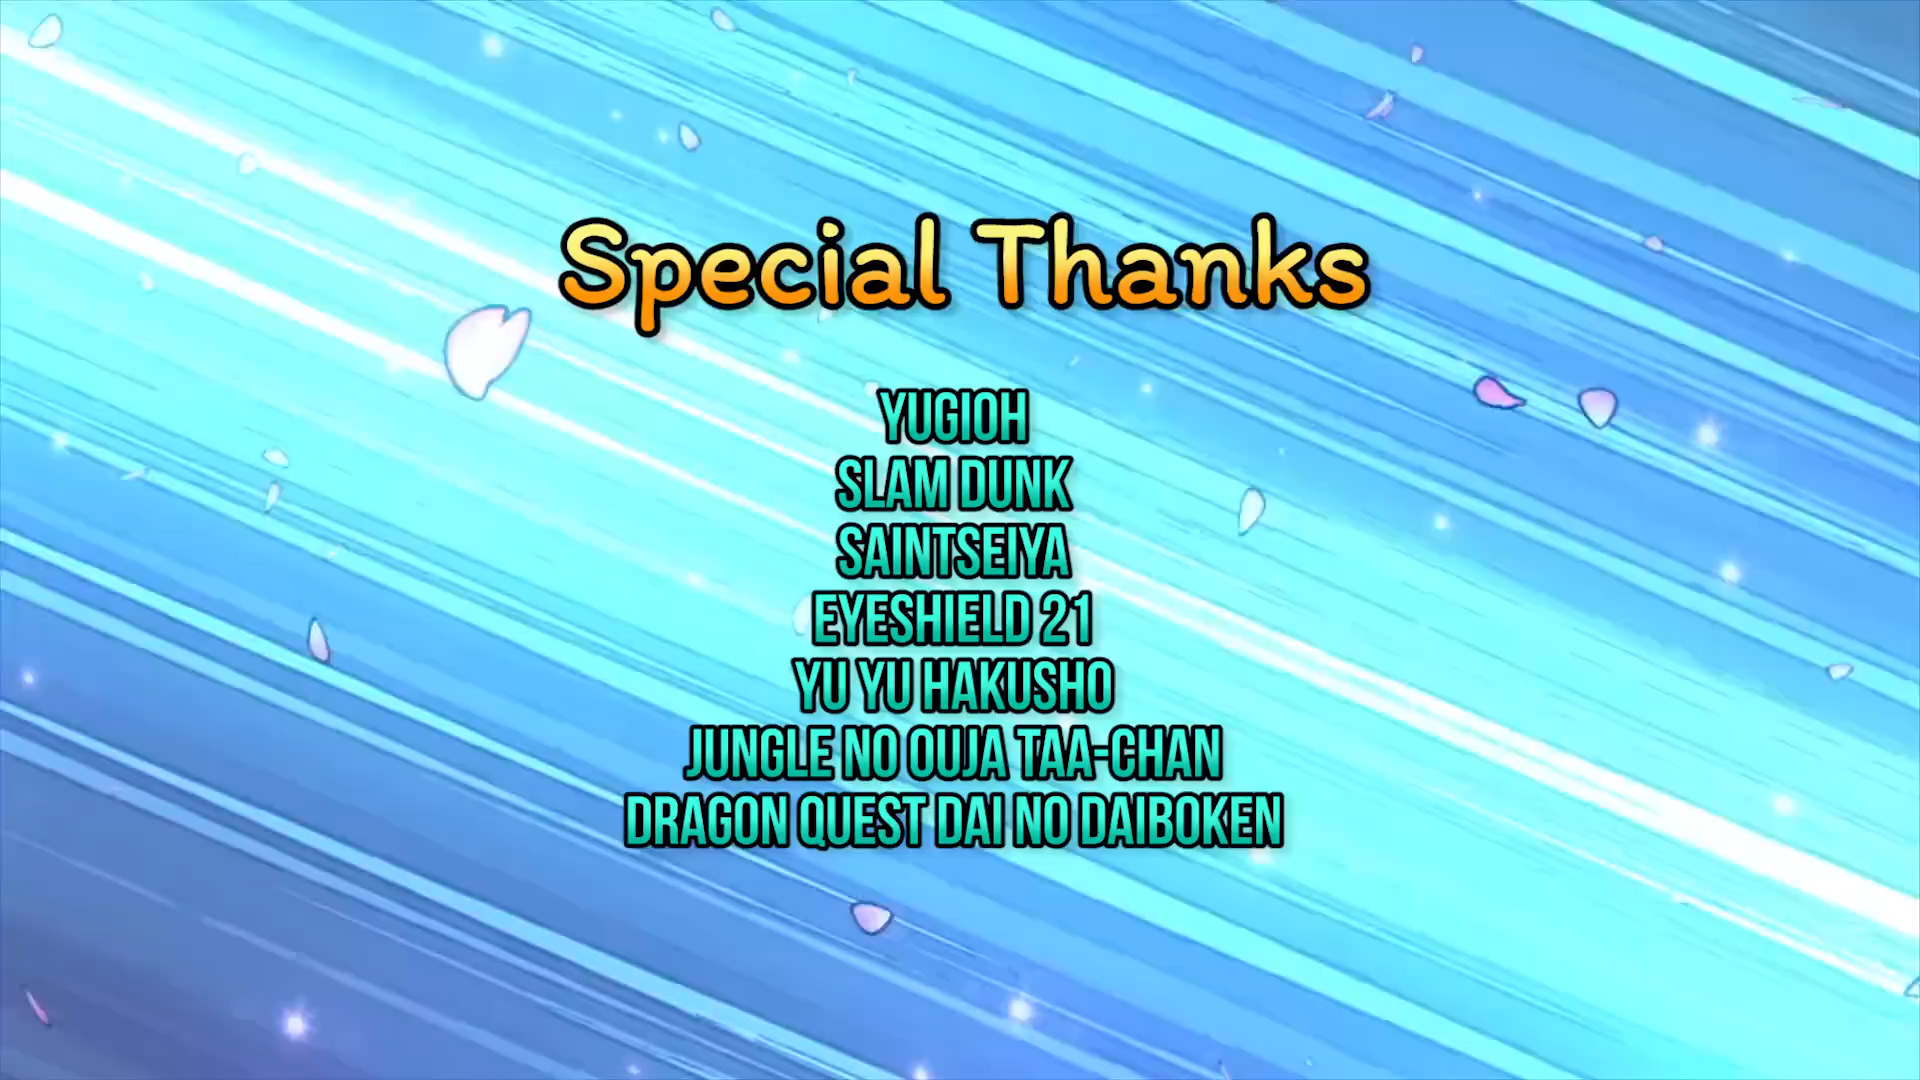 Special Thanks
YUGIOH
SLAM DUNK
SAINTSEIYA
EYESHIELD 21
YU YU HAKUSHO
JUNGLE NO OUJA TAA-CHAN
DRAGON QUEST DAI NO DAIBOKEN